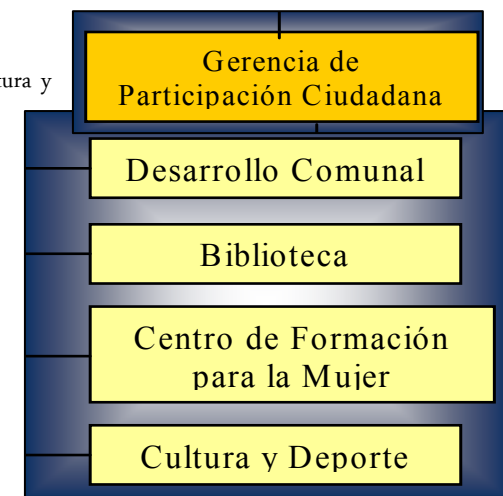 Gerencia de
Participación Ciudadana
tura y
Desarrollo Comunal
Biblioteca
Centro de Formación
para la Mujer
Cultura y Deporte